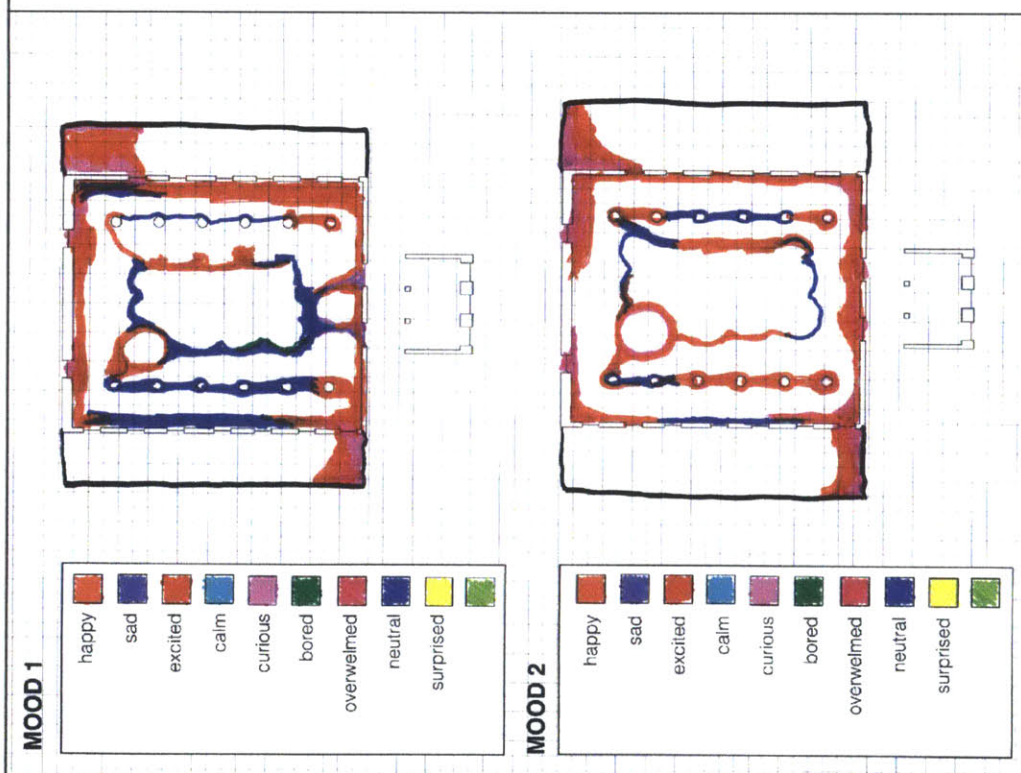 MOOD 1
happy
sad
excited
calm
curious
bored
overwelmed
neutral
surprised
MOOD 2
happy
sad
excited
calm
curious
bored
overwelmed
neutral
surprised